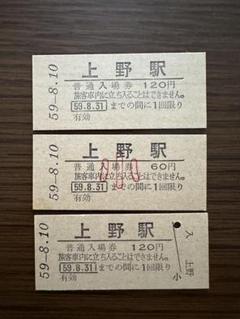 59-8.10
上野駅
普通入場券 120円
旅客車内に立ち入ることはできません。
59.8.31 までの間に1回限り
有効
59-8.10
上野駅
普通入場券 60円
小
旅客車内に立ち入ることはできません。
59.8.31 までの間に1回限り
有効
59-8.10
上野駅
普通入場券 120円
旅客車内に立ち入ることはできません。
59.8.31 までの間に1回限り
有効
入
上野
小